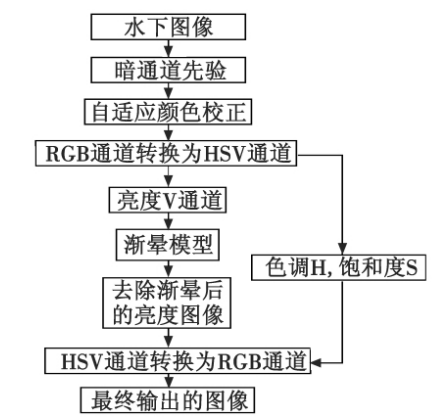 水下图像
暗通道先验
自适应颜色校正
RGB通道转换为HSV通道
亮度V通道
渐晕模型
色调H, 饱和度S
去除渐晕后
的亮度图像
HSV通道转换为RGB通道
最终输出的图像